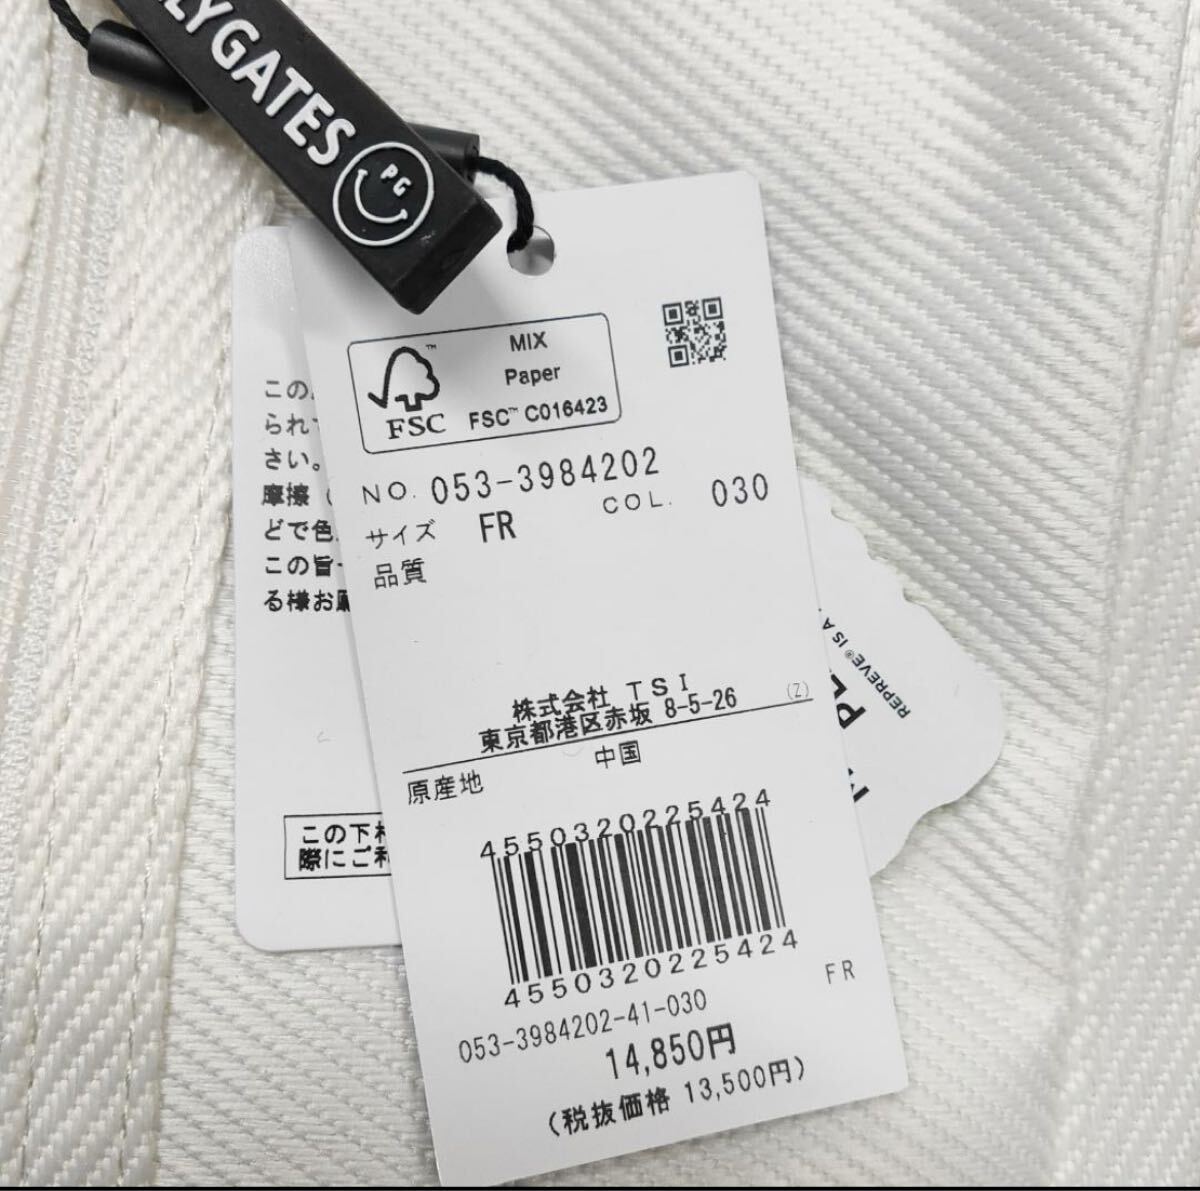 LYGATES
PG
MIX
Paper
FSC™ C016423
FSC
™
NO. 053-3984202
COL. 030
サイズ FR
品質
株式会社 TSI
東京都港区赤坂 8-5-26
(Z)
原産地 中国
4550320225424
4550320225424
FR
053-3984202-41-030
14,850円
(税抜価格 13,500円)
この
られ
さい。
摩擦（
どで色
この旨
る様お願
この下
際にご利
REPREVE® IS A